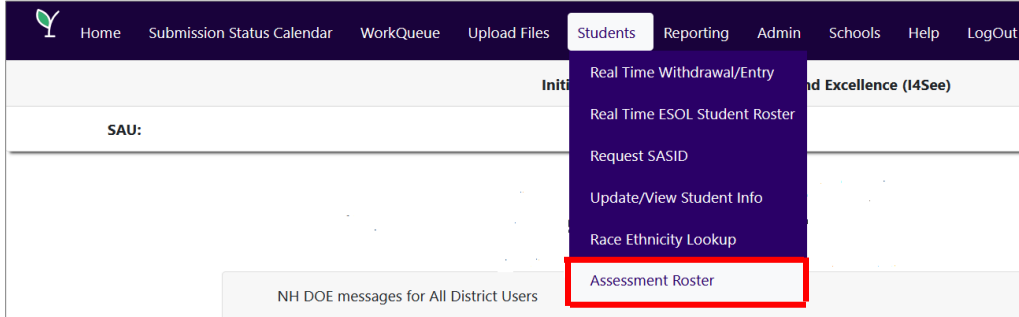 Home Submission Status Calendar WorkQueue Upload Files Students Reporting Admin Schools Help LogOut
Real Time Withdrawal/Entry
nd Excellence (I4See)
Real Time ESOL Student Roster
SAU:
Request SASID
Update/View Student Info
Race Ethnicity Lookup
Assessment Roster
NH DOE messages for All District Users